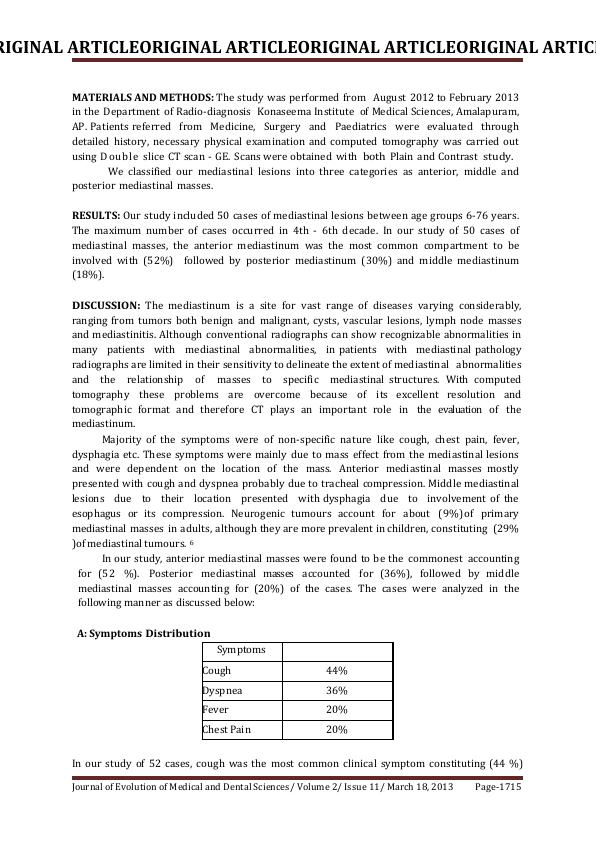 RIGINAL ARTICLEORIGINAL ARTICLEORIGINAL ARTICLEORIGINAL ARTIC
MATERIALS AND METHODS: The study was performed from August 2012 to February 2013
in the Department of Radio-diagnosis Konaseema Institute of Medical Sciences, Amalapuram,
AP. Patients referred from Medicine, Surgery and Paediatrics were evaluated through
detailed history, necessary physical examination and computed tomography was carried out
using Double slice CT scan - GE. Scans were obtained with both Plain and Contrast study.
We classified our mediastinal lesions into three categories as anterior, middle and
posterior mediastinal masses.
RESULTS: Our study included 50 cases of mediastinal lesions between age groups 6-76 years.
The maximum number of cases occurred in 4th - 6th decade. In our study of 50 cases of
mediastinal masses, the anterior mediastinum was the most common compartment to be
involved with (52%) followed by posterior mediastinum (30%) and middle mediastinum
(18%).
DISCUSSION: The mediastinum is a site for vast range of diseases varying considerably,
ranging from tumors both benign and malignant, cysts, vascular lesions, lymph node masses
and mediastinitis. Although conventional radiographs can show recognizable abnormalities in
many patients with mediastinal abnormalities, in patients with mediastinal pathology
radiographs are limited in their sensitivity to delineate the extent of mediastinal abnormalities
and the relationship of masses to specific mediastinal structures. With computed
tomography these problems are overcome because of its excellent resolution and
tomographic format and therefore CT plays an important role in the evaluation of the
mediastinum.
Majority of the symptoms were of non-specific nature like cough, chest pain, fever,
dysphagia etc. These symptoms were mainly due to mass effect from the mediastinal lesions
and were dependent on the location of the mass. Anterior mediastinal masses mostly
presented with cough and dyspnea probably due to tracheal compression. Middle mediastinal
lesions due to their location presented with dysphagia due to involvement of the
esophagus or its compression. Neurogenic tumours account for about (9%)of primary
mediastinal masses in adults, although they are more prevalent in children, constituting (29%
)of mediastinal tumours. 6
In our study, anterior mediastinal masses were found to be the commonest accounting
for (52 %). Posterior mediastinal masses accounted for (36%), followed by middle
mediastinal masses accounting for (20%) of the cases. The cases were analyzed in the
following manner as discussed below:
A: Symptoms Distribution
Symptoms
Cough 44%
Dyspnea 36%
Fever 20%
Chest Pain 20%
In our study of 52 cases, cough was the most common clinical symptom constituting (44 %)
Journal of Evolution of Medical and Dental Sciences/ Volume 2/ Issue 11/ March 18, 2013 Page-1715